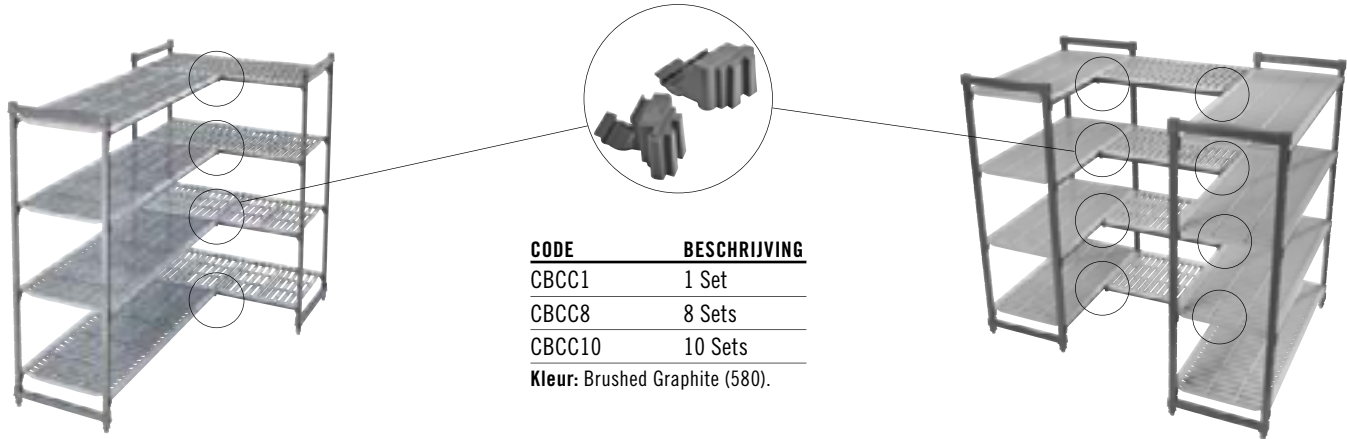 CODE BESCHRIJVING
CBCC1 1 Set
CBCC8 8 Sets
CBCC10 10 Sets
Kleur: Brushed Graphite (580).